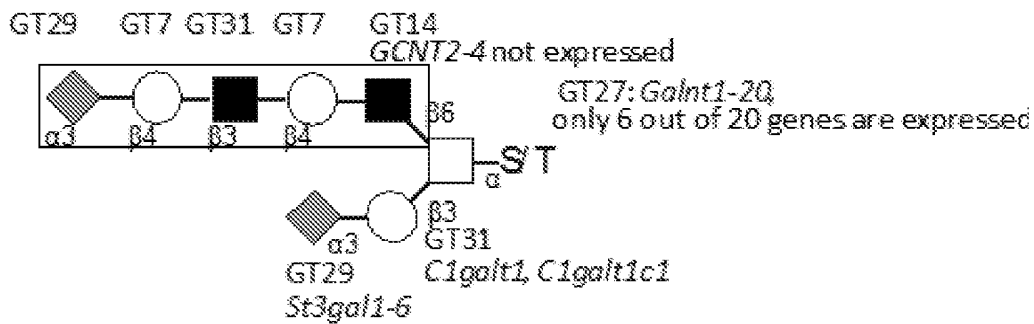 GT29 GT7 GT31 GT7 GT14
GCNT2-4 not expressed
GT27: Galnt1-20,
only 6 out of 20 genes are expressed
α3 β4 β3 β4 β6
α S/T
α3 β3
GT31
GT29 C1galt1, C1galt1c1
St3gal1-6